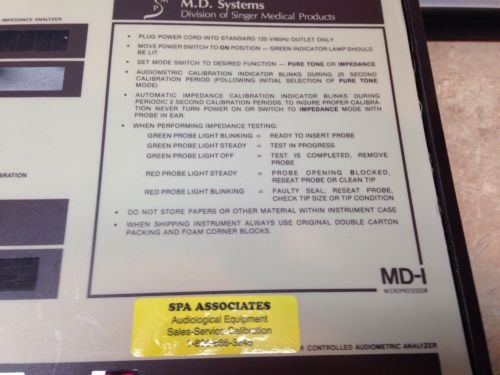 M.D. Systems
Division of Singer Medical Products
IMPEDANCE ANALYZER
• PLUG POWER CORD INTO STANDARD 120 V/60Hz OUTLET ONLY
• MOVE POWER SWITCH TO ON POSITION — GREEN INDICATOR LAMP SHOULD
BE LIT
• SET MODE SWITCH TO DESIRED FUNCTION — PURE TONE OR IMPEDANCE
• AUDIOMETRIC CALIBRATION INDICATOR BLINKS DURING 25 SECOND
CALIBRATION PERIOD (FOLLOWING INITIAL SELECTION OF PURE TONE
MODE)
• AUTOMATIC IMPEDANCE CALIBRATION INDICATOR BLINKS DURING
PERIODIC 2 SECOND CALIBRATION PERIODS. TO INSURE PROPER CALIBRA-
TION NEVER TURN POWER ON OR SWITCH TO IMPEDANCE MODE WITH
PROBE IN EAR.
• WHEN PERFORMING IMPEDANCE TESTING:
GREEN PROBE LIGHT BLINKING = READY TO INSERT PROBE
GREEN PROBE LIGHT STEADY = TEST IN PROGRESS
GREEN PROBE LIGHT OFF = TEST IS COMPLETED, REMOVE
PROBE
RED PROBE LIGHT STEADY = PROBE OPENING BLOCKED,
RESEAT PROBE OR CLEAN TIP
RED PROBE LIGHT BLINKING = FAULTY SEAL; RESEAT PROBE,
CHECK TIP SIZE OR TIP CONDITION
• DO NOT STORE PAPERS OR OTHER MATERIAL WITHIN INSTRUMENT CASE
• WHEN SHIPPING INSTRUMENT ALWAYS USE ORIGINAL DOUBLE CARTON
PACKING AND FOAM CORNER BLOCKS.
MD-I
MICROPROCESSOR
SPA ASSOCIATES
Audiological Equipment
Sales-Service-Calibration
CONTROLLED AUDIOMETRIC ANALYZER